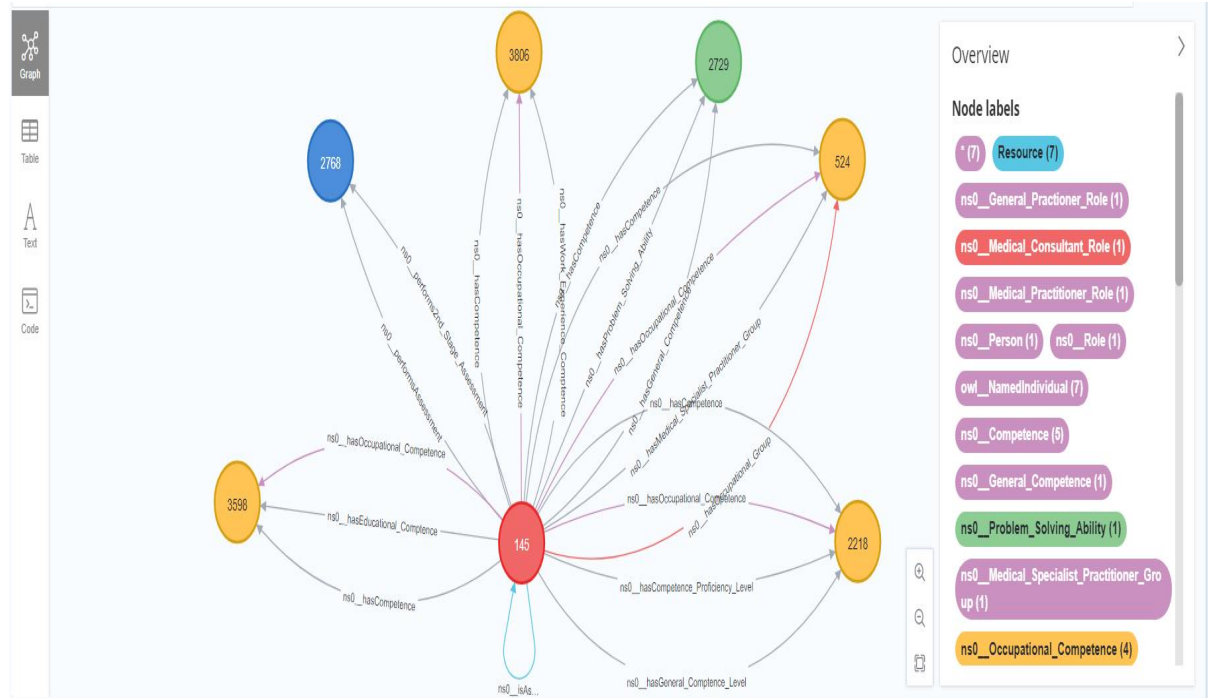 Graph
Table
Text
Code
3806
2729
2768
524
3598
145
2218
ns0__performs2nd_Stage_Assessment
ns0__performsAssessment
ns0__hasCompetence
ns0__hasOccupational_Competence
ns0__hasCompetence
ns0__hasProblem_Solving_Ability
ns0__hasGeneral_Competence
ns0__hasCompetence
ns0__hasOccupational_Competence
ns0__hasMedical_Specialist_Practitioner_Group
ns0__hasOccupational_Group
ns0__hasCompetence
ns0__hasOccupational_Competence
ns0__hasCompetence_Proficiency_Level
ns0__hasGeneral_Comptence_Level
ns0__hasOccupational_Competence
ns0__hasEducational_Comptence
ns0__hasCompetence
ns0__isAs...
Overview
Node labels
* (7) Resource (7)
ns0__General_Practioner_Role (1)
ns0__Medical_Consultant_Role (1)
ns0__Medical_Practitioner_Role (1)
ns0__Person (1) ns0__Role (1)
owl__NamedIndividual (7)
ns0__Competence (5)
ns0__General_Competence (1)
ns0__Problem_Solving_Ability (1)
ns0__Medical_Specialist_Practitioner_Gro
up (1)
ns0__Occupational_Competence (4)